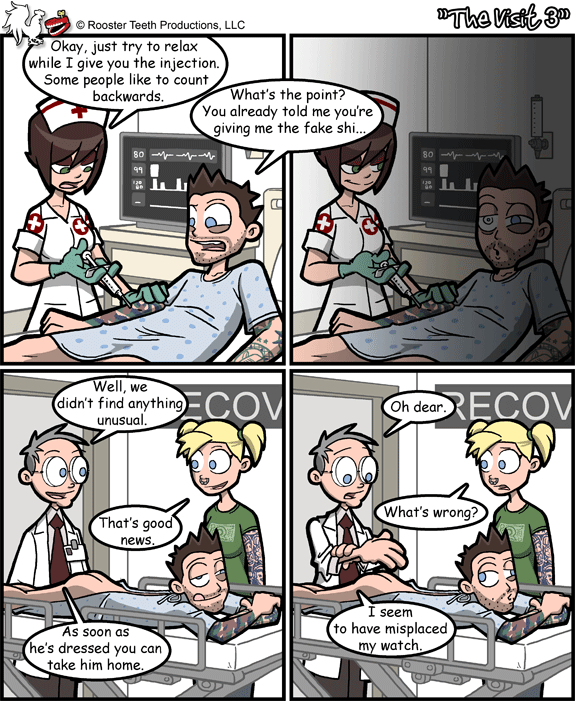 © Rooster Teeth Productions, LLC
"The Visit 3"
Okay, just try to relax
while I give you the injection.
Some people like to count
backwards.
What's the point?
You already told me you're
giving me the fake shi...
80
99
80
99
Well, we
didn't find anything
unusual.
ECOV
That's good
news.
As soon as
he's dressed you can
take him home.
Oh dear.
RECOV
What's wrong?
I seem
to have misplaced
my watch.